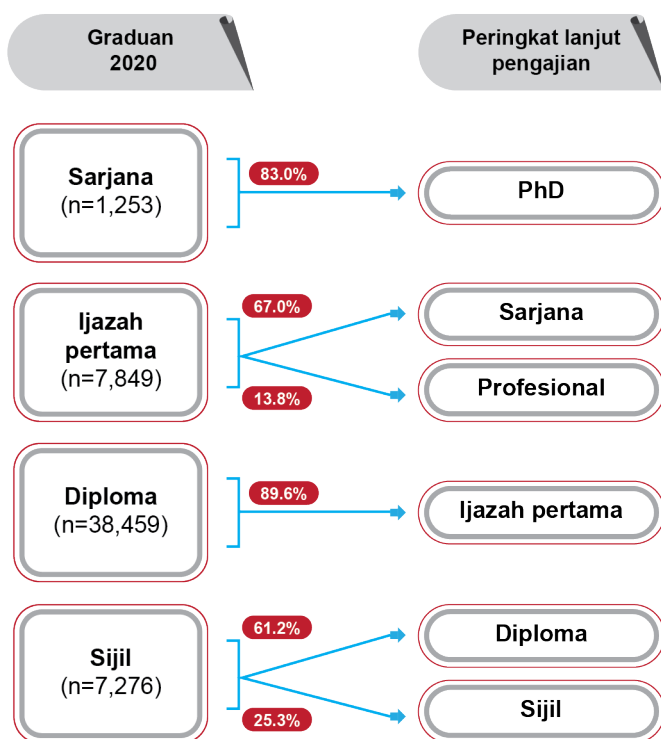 Graduan
2020
Peringkat lanjut
pengajian
Sarjana
(n=1,253)
83.0%
PhD
Ijazah
pertama
(n=7,849)
67.0%
Sarjana
13.8%
Profesional
Diploma
(n=38,459)
89.6%
Ijazah pertama
Sijil
(n=7,276)
61.2%
Diploma
25.3%
Sijil